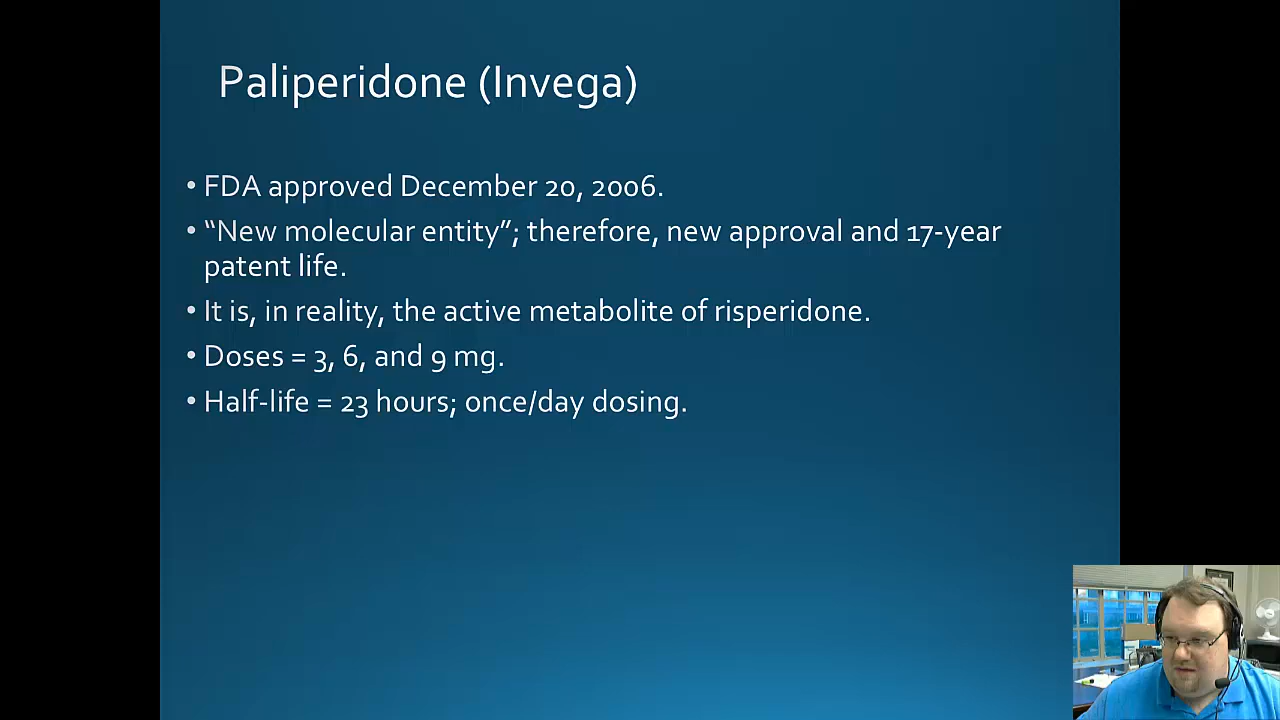 Paliperidone (Invega)
• FDA approved December 20, 2006.
• “New molecular entity”; therefore, new approval and 17-year
patent life.
• It is, in reality, the active metabolite of risperidone.
• Doses = 3, 6, and 9 mg.
• Half-life = 23 hours; once/day dosing.